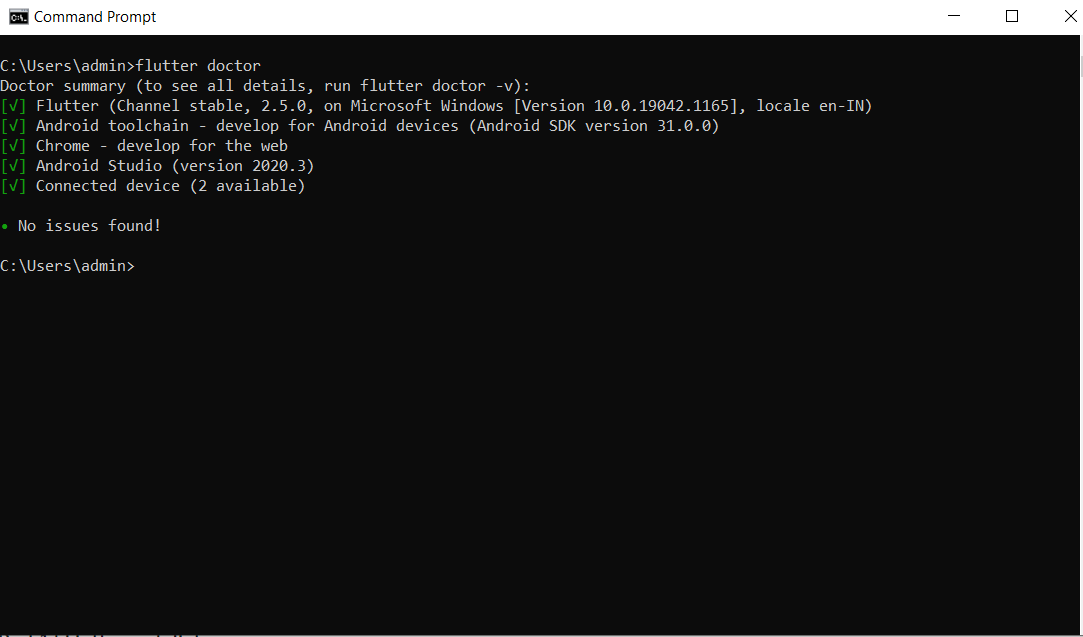 Command Prompt
C:\Users\admin>flutter doctor
Doctor summary (to see all details, run flutter doctor -v):
[√] Flutter (Channel stable, 2.5.0, on Microsoft Windows [Version 10.0.19042.1165], locale en-IN)
[√] Android toolchain - develop for Android devices (Android SDK version 31.0.0)
[√] Chrome - develop for the web
[√] Android Studio (version 2020.3)
[√] Connected device (2 available)
• No issues found!
C:\Users\admin>